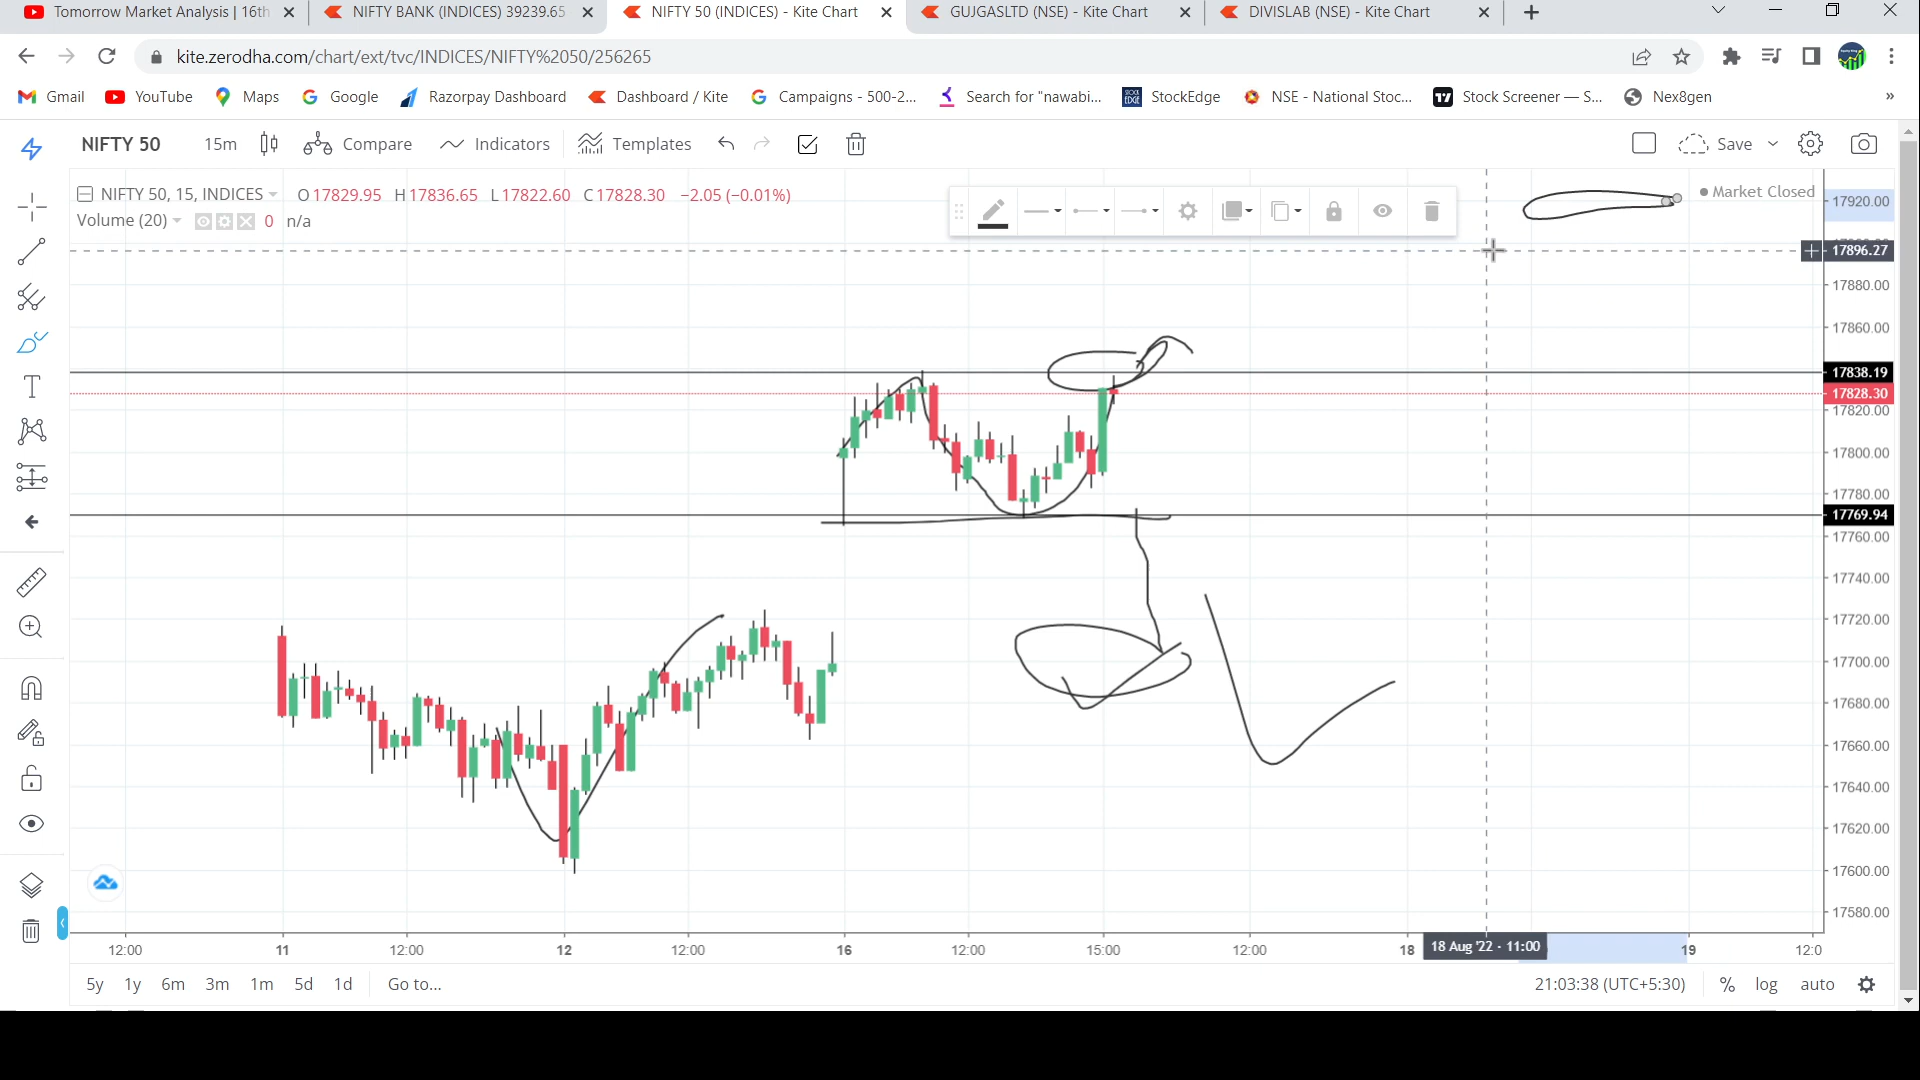 Tomorrow Market Analysis | 16th
NIFTY BANK (INDICES) 39239.65
NIFTY 50 (INDICES) - Kite Chart
GUJGASLTD (NSE) - Kite Chart
DIVISLAB (NSE) - Kite Chart
kite.zerodha.com/chart/ext/tvc/INDICES/NIFTY%2050/256265
Gmail YouTube Maps Google Razorpay Dashboard Dashboard / Kite Campaigns - 500-2... Search for "nawabi... StockEdge NSE - National Stoc... Stock Screener — S... Nex8gen »
NIFTY 50 15m Compare Indicators Templates Save
NIFTY 50, 15, INDICES O17829.95 H17836.65 L17822.60 C17828.30 −2.05 (−0.01%)
Market Closed
Volume (20) 0 n/a
17920.00
17896.27
17880.00
17860.00
17838.19
17828.30
17820.00
17800.00
17780.00
17769.94
17760.00
17740.00
17720.00
17700.00
17680.00
17660.00
17640.00
17620.00
17600.00
17580.00
12:00 11 12:00 12 12:00 16 12:00 15:00 12:00 18 18 Aug '22 · 11:00 19 12:0
5y 1y 6m 3m 1m 5d 1d Go to... 21:03:38 (UTC+5:30) % log auto